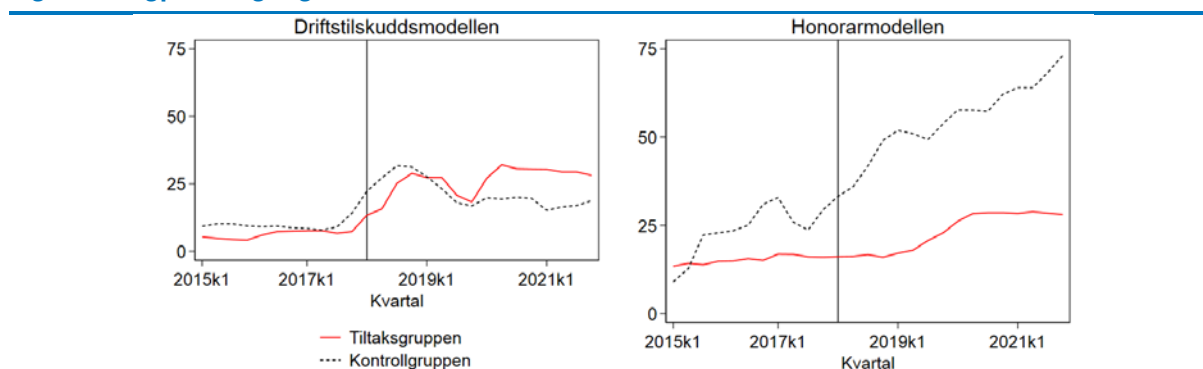 Driftstilskuddsmodellen
75
50
25
0
2015k1 2017k1 2019k1 2021k1
Kvartal
Tiltaksgruppen
Kontrollgruppen
Honorarmodellen
75
50
25
0
2015k1 2017k1 2019k1 2021k1
Kvartal